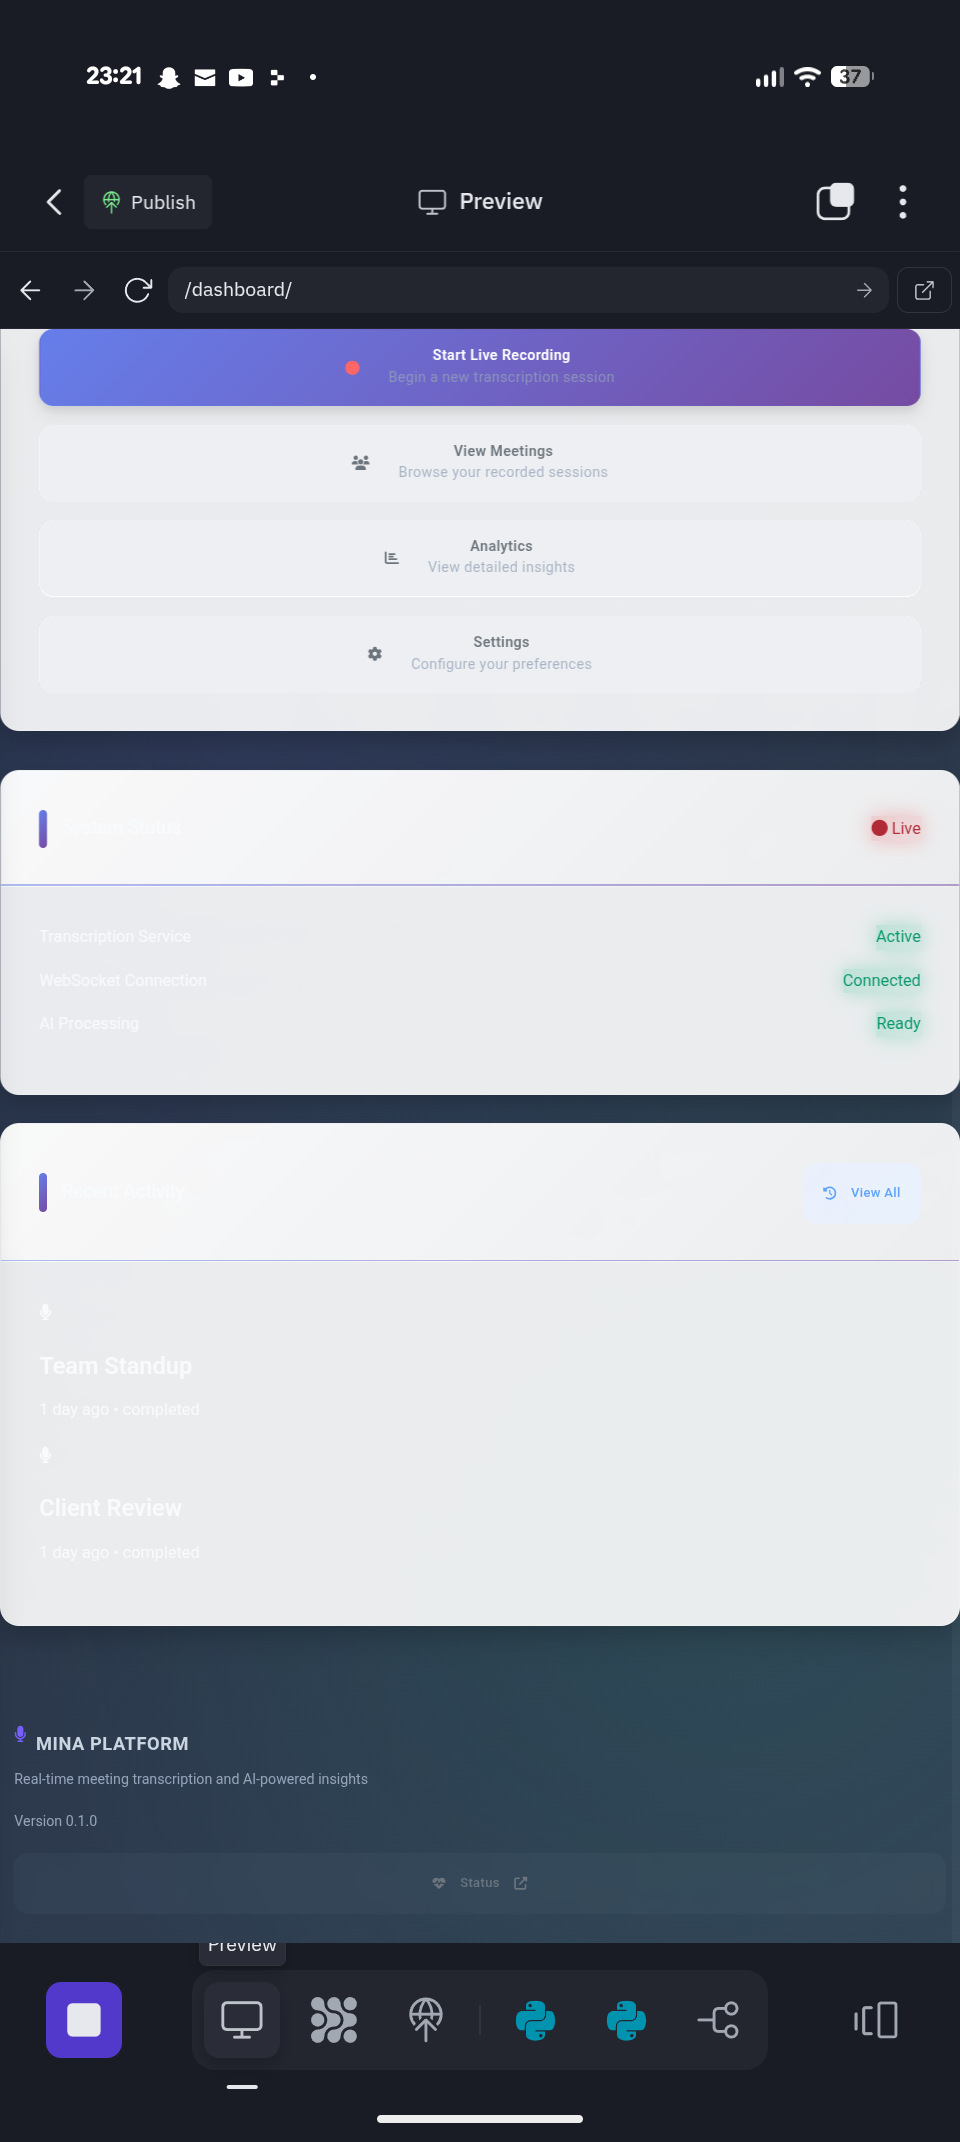 23:21
37
Publish
Preview
/dashboard/
Start Live Recording
Begin a new transcription session
View Meetings
Browse your recorded sessions
Analytics
View detailed insights
Settings
Configure your preferences
System Status
Live
Transcription Service
Active
WebSocket Connection
Connected
AI Processing
Ready
Recent Activity
View All
Team Standup
1 day ago • completed
Client Review
1 day ago • completed
MINA PLATFORM
Real-time meeting transcription and AI-powered insights
Version 0.1.0
Status
Preview